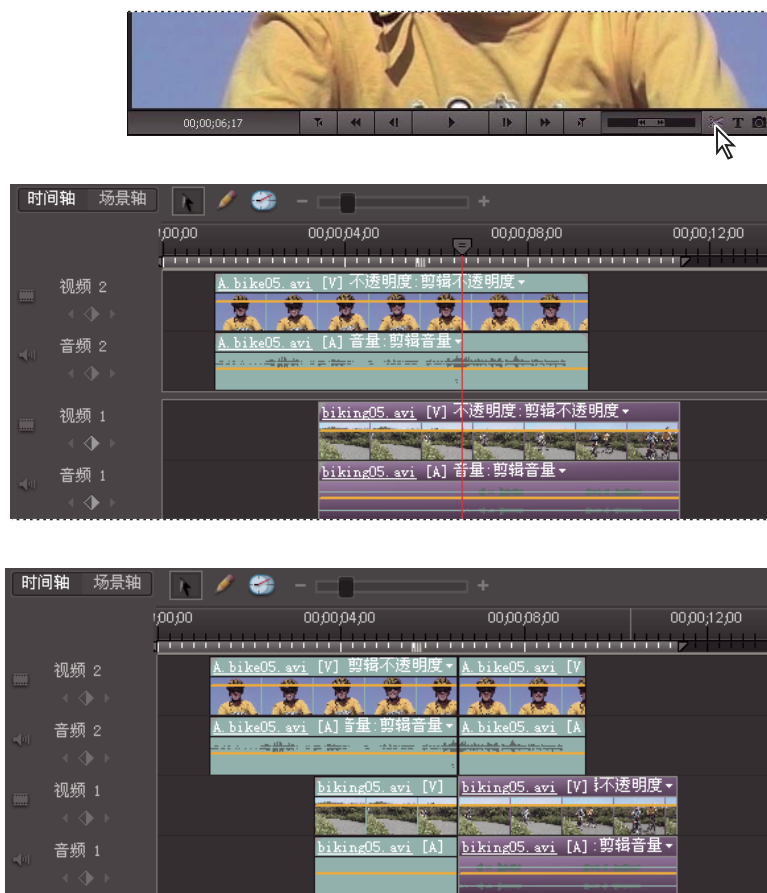 00;00;06;17
T
时间轴 场景轴
;00;00 00;00;04;00 00;00;08;00 00;00;12;00
视频 2
A.bike05.avi [V] 不透明度:剪辑不透明度
音频 2
A.bike05.avi [A] 音量:剪辑音量
视频 1
biking05.avi [V] 不透明度:剪辑不透明度
音频 1
biking05.avi [A] 音量:剪辑音量
时间轴 场景轴
;00;00 00;00;04;00 00;00;08;00 00;00;12;00
视频 2
A.bike05.avi [V] 剪辑不透明度 A.bike05.avi [V
音频 2
A.bike05.avi [A] 音量:剪辑音量 A.bike05.avi [A
视频 1
biking05.avi [V] biking05.avi [V] 不透明度
音频 1
biking05.avi [A] biking05.avi [A] :剪辑音量